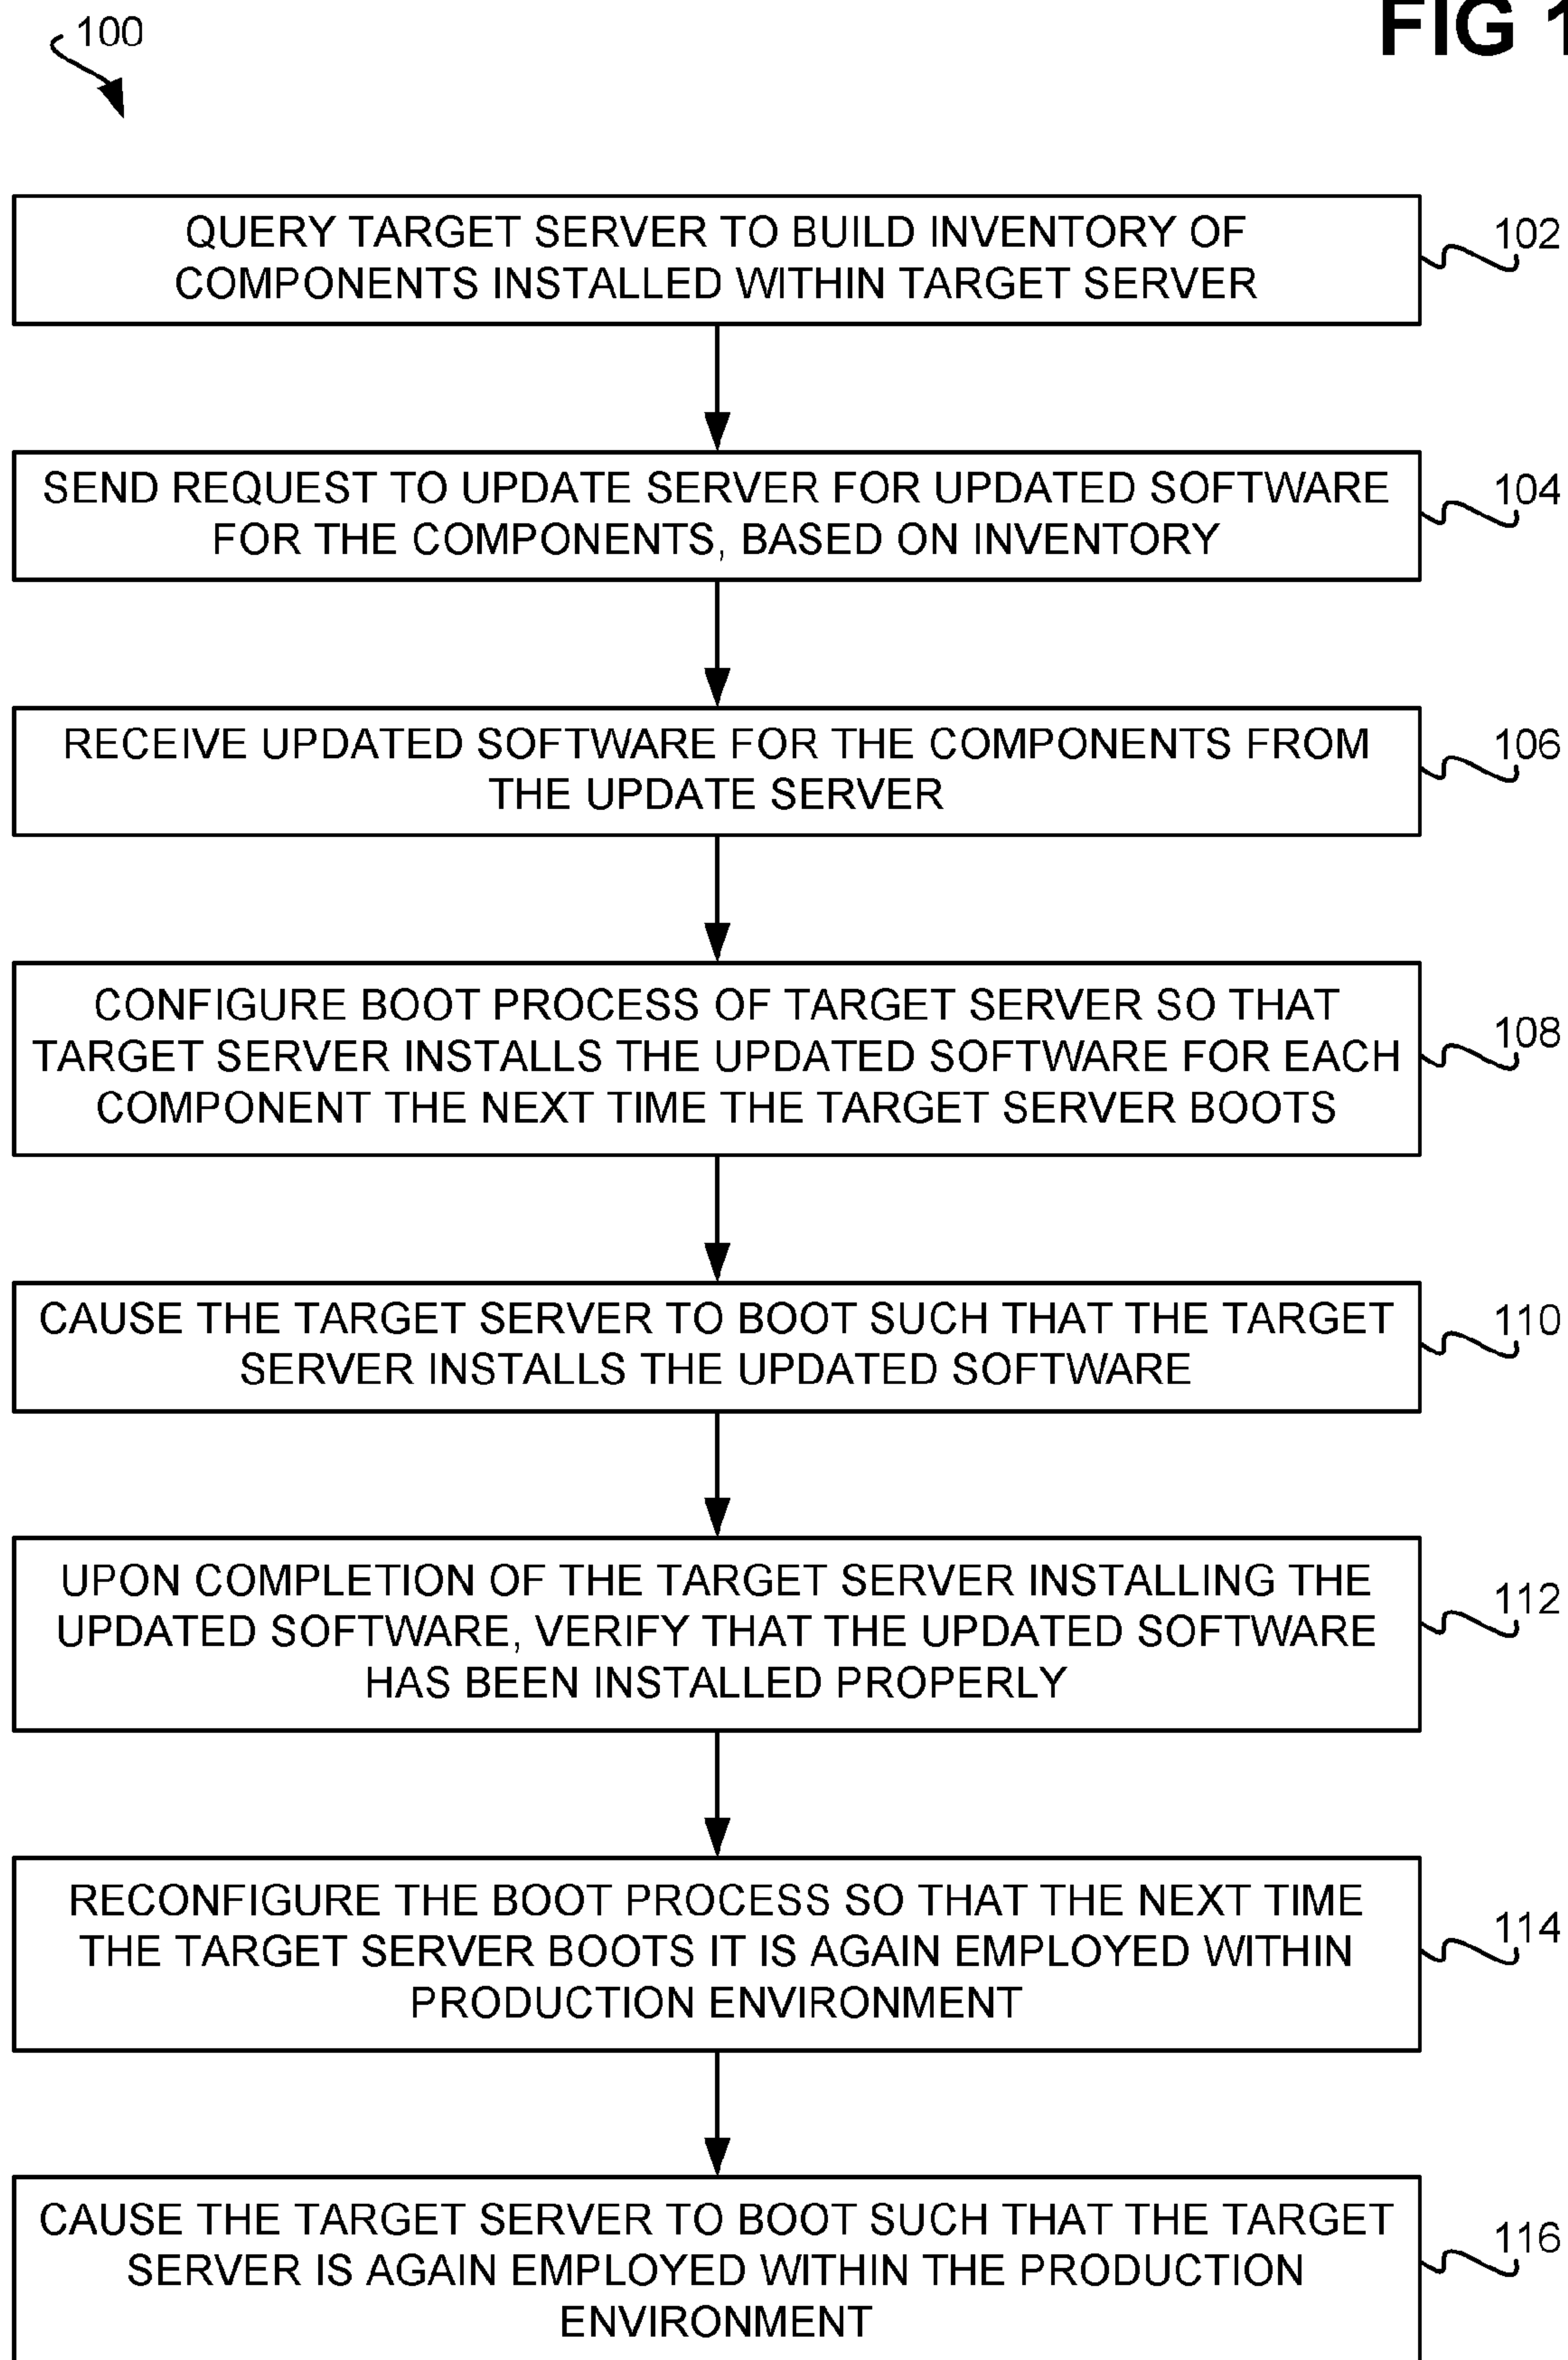 100
FIG 1
QUERY TARGET SERVER TO BUILD INVENTORY OF
COMPONENTS INSTALLED WITHIN TARGET SERVER
102
SEND REQUEST TO UPDATE SERVER FOR UPDATED SOFTWARE
FOR THE COMPONENTS, BASED ON INVENTORY
104
RECEIVE UPDATED SOFTWARE FOR THE COMPONENTS FROM
THE UPDATE SERVER
106
CONFIGURE BOOT PROCESS OF TARGET SERVER SO THAT
TARGET SERVER INSTALLS THE UPDATED SOFTWARE FOR EACH
COMPONENT THE NEXT TIME THE TARGET SERVER BOOTS
108
CAUSE THE TARGET SERVER TO BOOT SUCH THAT THE TARGET
SERVER INSTALLS THE UPDATED SOFTWARE
110
UPON COMPLETION OF THE TARGET SERVER INSTALLING THE
UPDATED SOFTWARE, VERIFY THAT THE UPDATED SOFTWARE
HAS BEEN INSTALLED PROPERLY
112
RECONFIGURE THE BOOT PROCESS SO THAT THE NEXT TIME
THE TARGET SERVER BOOTS IT IS AGAIN EMPLOYED WITHIN
PRODUCTION ENVIRONMENT
114
CAUSE THE TARGET SERVER TO BOOT SUCH THAT THE TARGET
SERVER IS AGAIN EMPLOYED WITHIN THE PRODUCTION
ENVIRONMENT
116